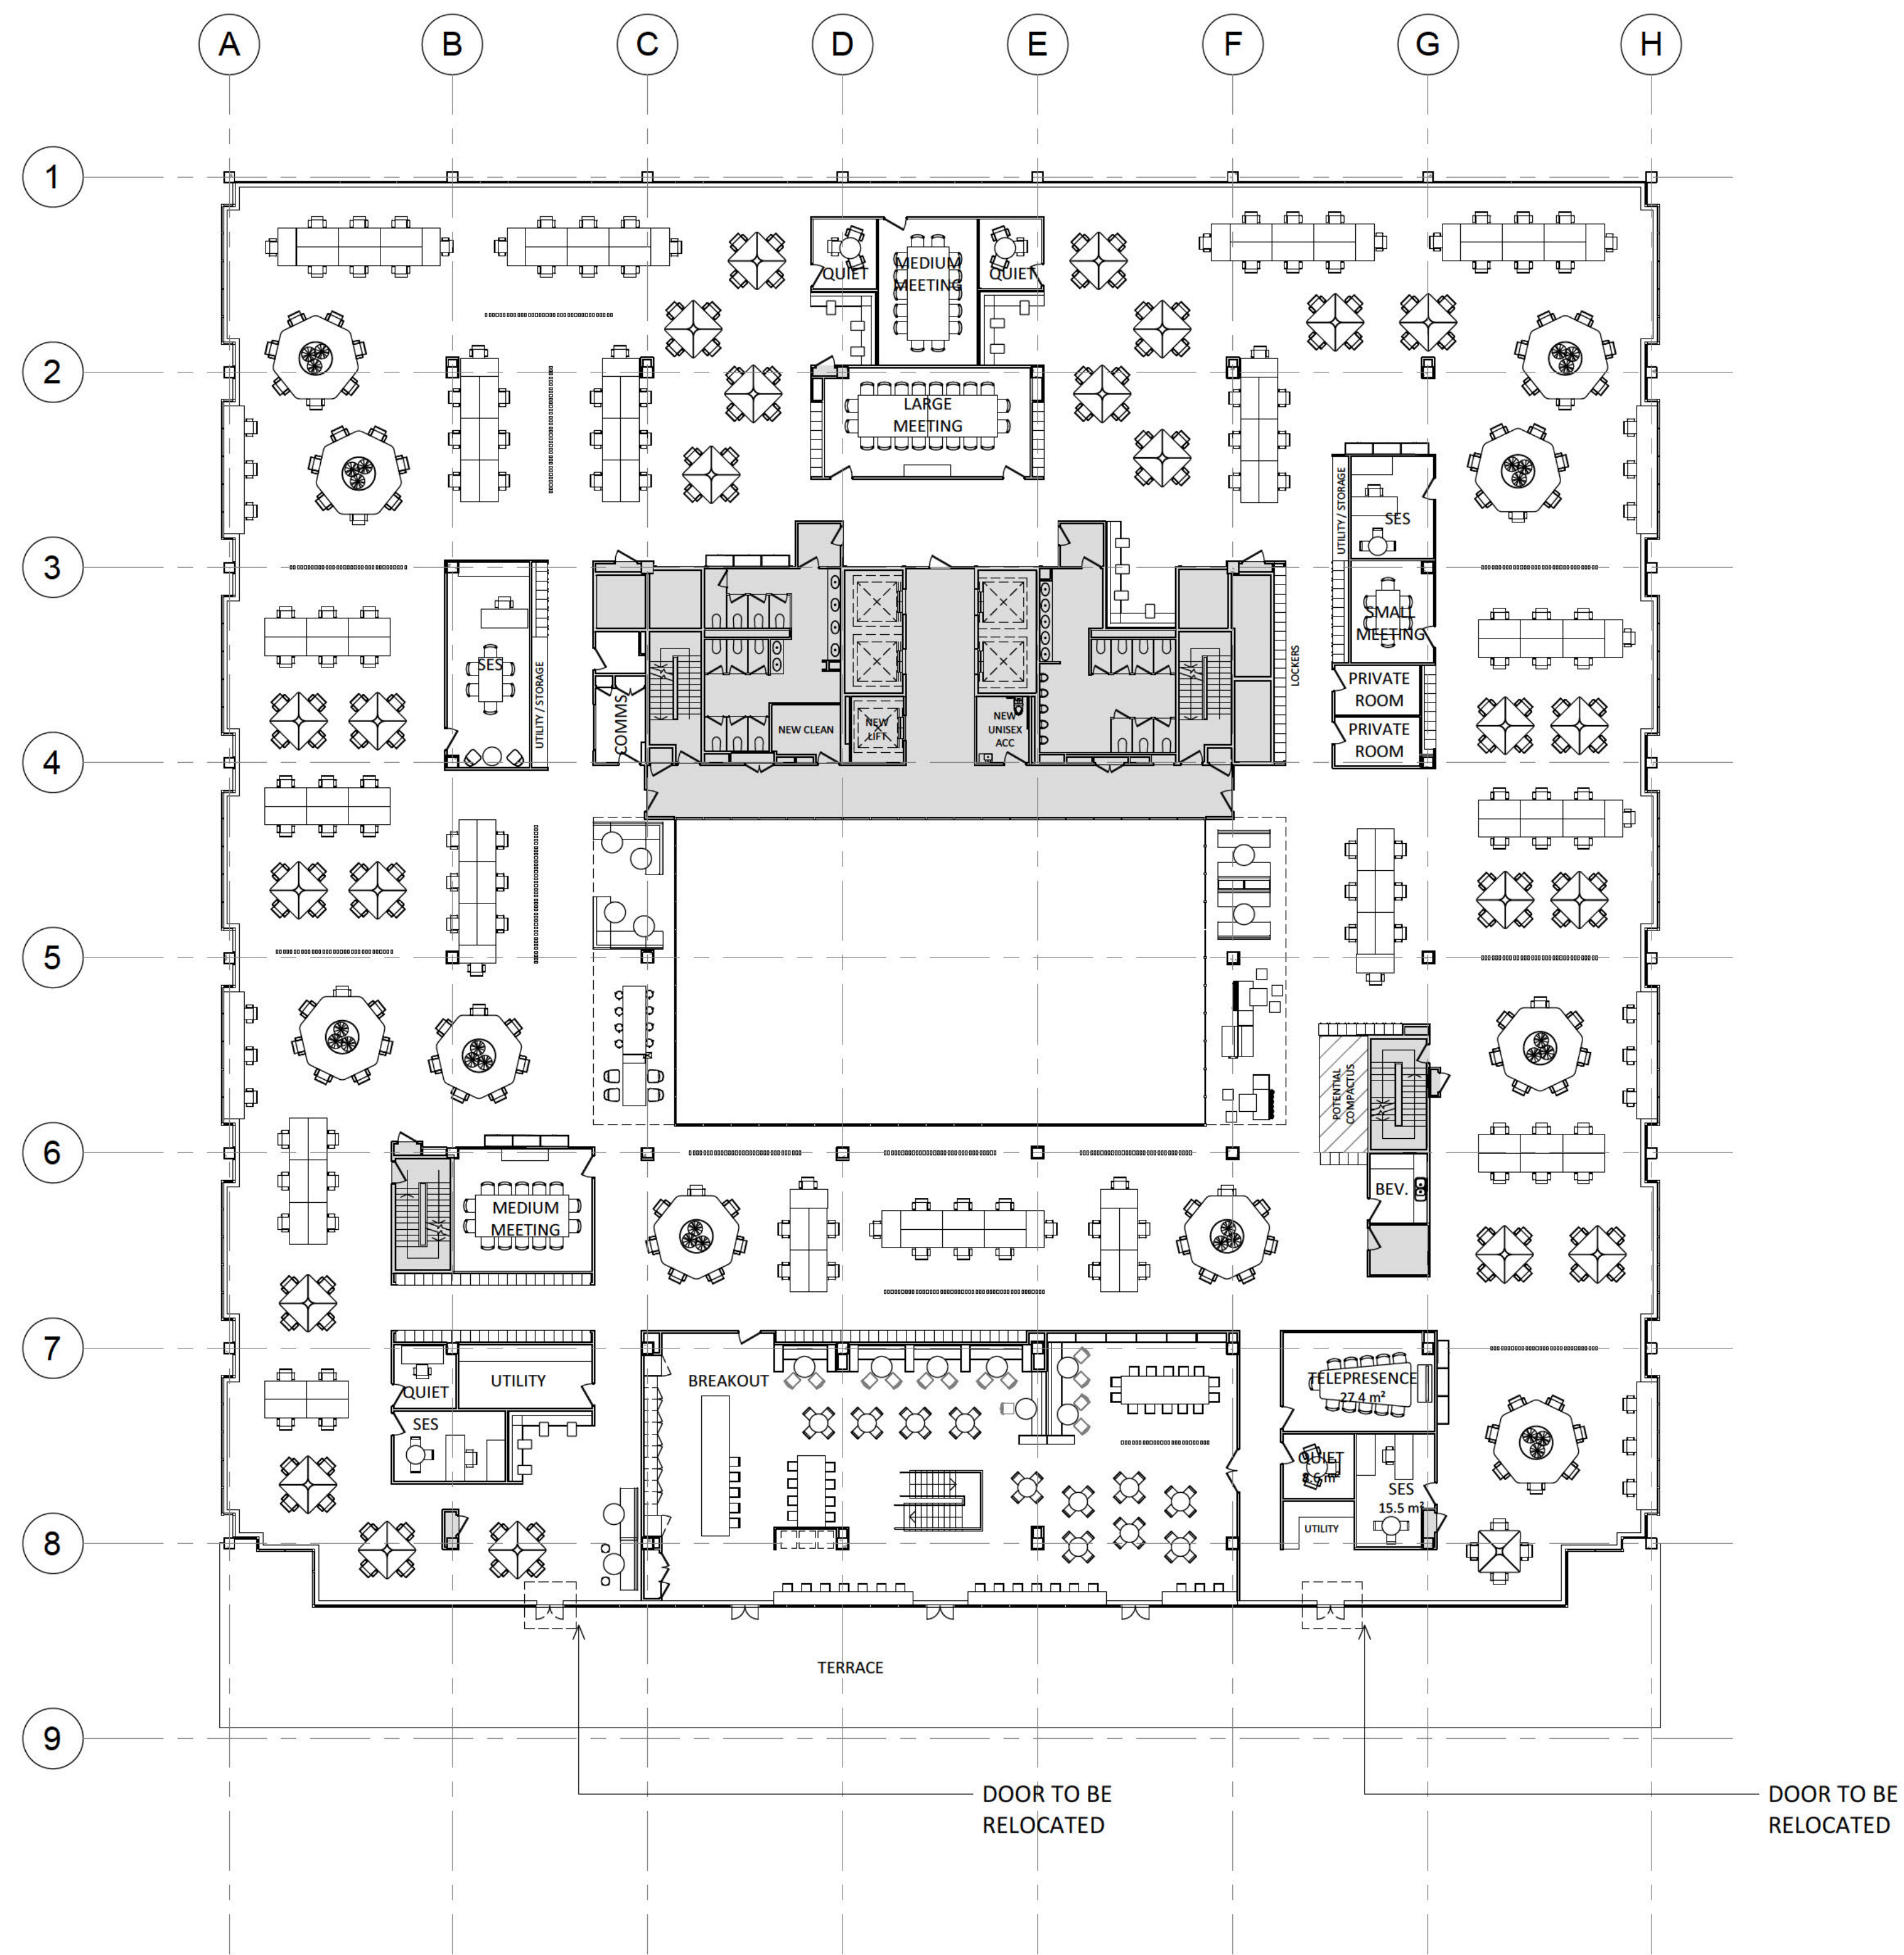 A
B
C
D
E
F
G
H
1
2
3
4
5
6
7
8
9
QUIET
MEDIUM
MEETING
QUIET
LARGE
MEETING
UTILITY / STORAGE
SES
SMALL
MEETING
PRIVATE
ROOM
PRIVATE
ROOM
SES
UTILITY / STORAGE
COMMS
NEW CLEAN
NEW
LIFT
NEW
UNISEX
ACC
LOCKERS
POTENTIAL
COMPACTUS
BEV.
MEDIUM
MEETING
QUIET
UTILITY
SES
BREAKOUT
TELEPRESENCE
27.4 m²
QUIET
8.6 m²
SES
15.5 m²
UTILITY
TERRACE
DOOR TO BE
RELOCATED
DOOR TO BE
RELOCATED